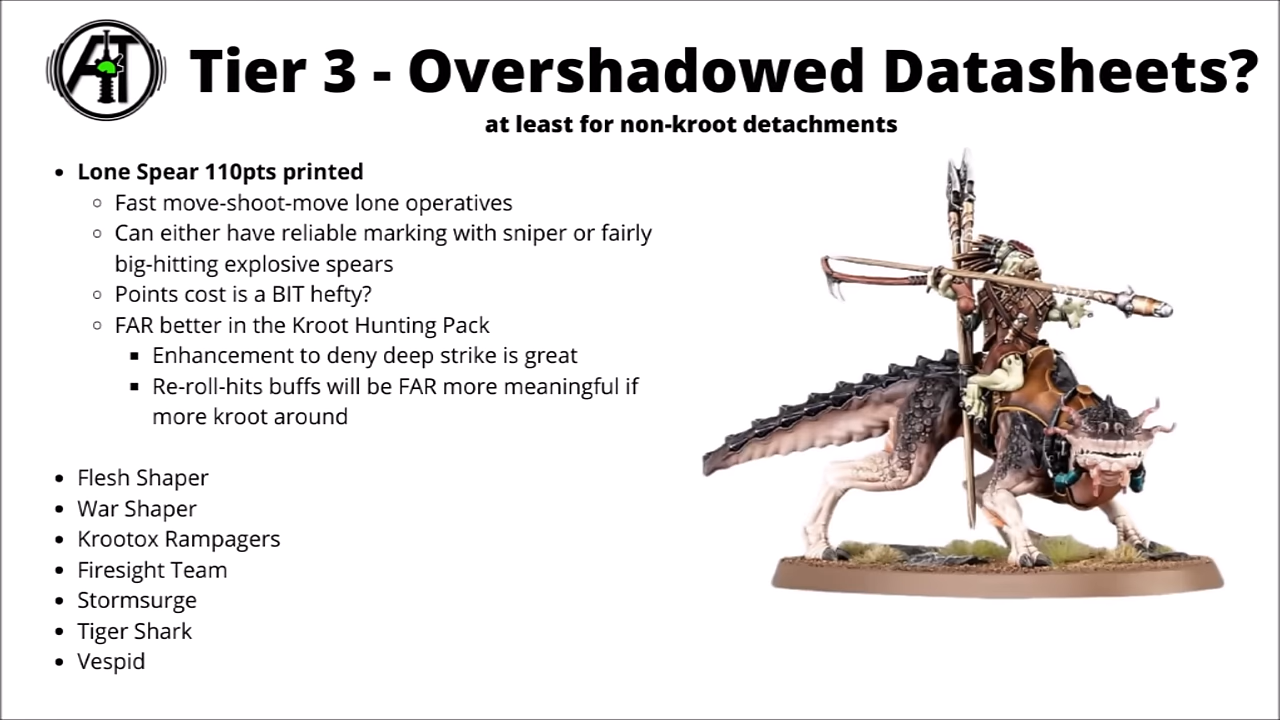 AT
Tier 3 - Overshadowed Datasheets?
at least for non-kroot detachments
• Lone Spear 110pts printed
◦ Fast move-shoot-move lone operatives
◦ Can either have reliable marking with sniper or fairly
big-hitting explosive spears
◦ Points cost is a BIT hefty?
◦ FAR better in the Kroot Hunting Pack
▪ Enhancement to deny deep strike is great
▪ Re-roll-hits buffs will be FAR more meaningful if
more kroot around
• Flesh Shaper
• War Shaper
• Krootox Rampagers
• Firesight Team
• Stormsurge
• Tiger Shark
• Vespid